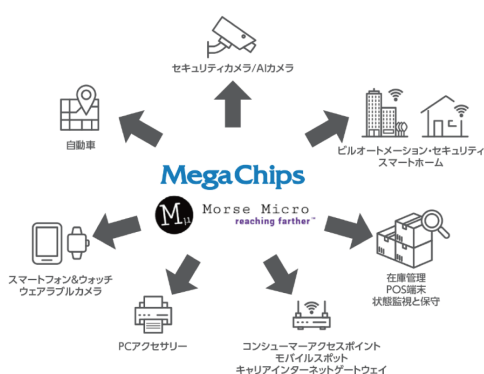 セキュリティカメラ/AIカメラ
自動車
ビルオートメーション・セキュリティ
スマートホーム
MegaChips
Mµ
Morse Micro
reaching farther™
スマートフォン&ウォッチ
ウェアラブルカメラ
在庫管理
POS端末
状態監視と保守
PCアクセサリー
コンシューマーアクセスポイント
モバイルスポット
キャリアインターネットゲートウェイ